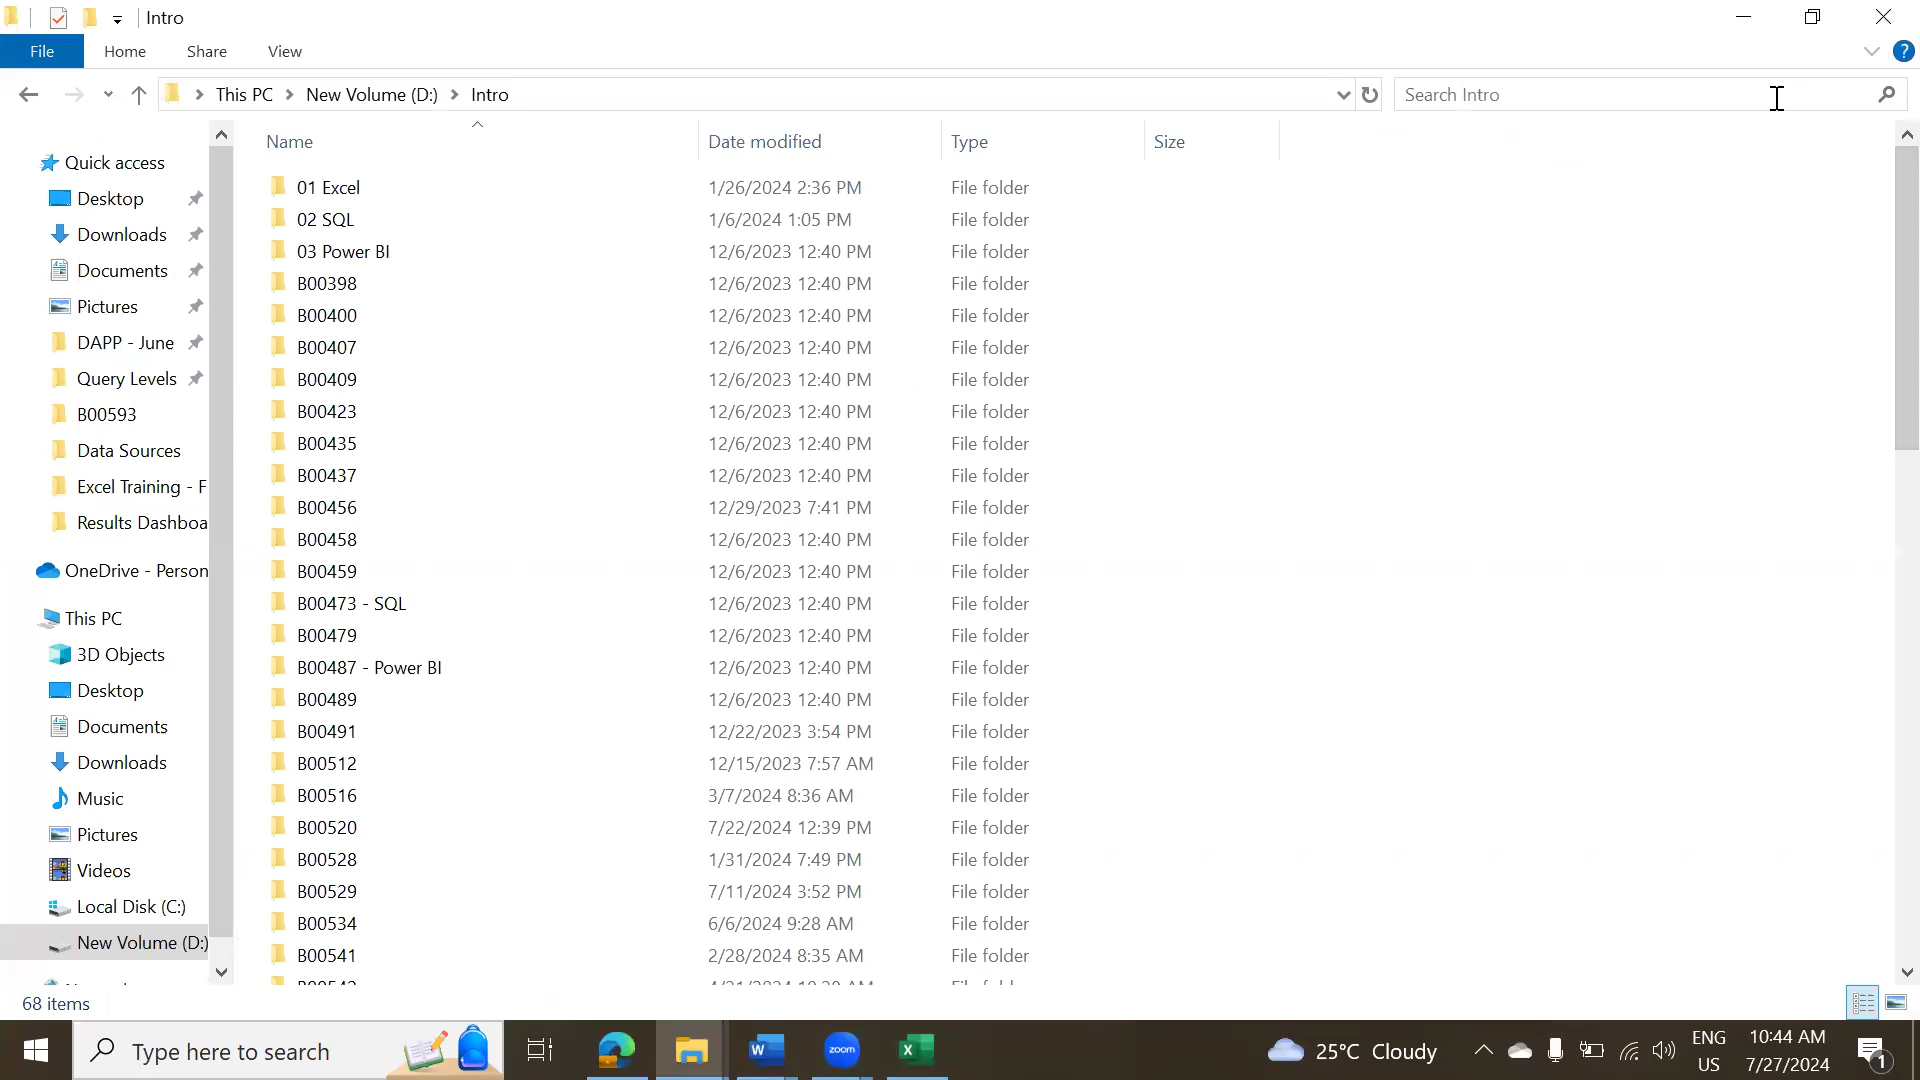 Intro
File Home Share View
This PC New Volume (D:) Intro
Search Intro
Name Date modified Type Size
Quick access
Desktop
Downloads
Documents
Pictures
DAPP - June
Query Levels
B00593
Data Sources
Excel Training - F
Results Dashboa
OneDrive - Person
This PC
3D Objects
Desktop
Documents
Downloads
Music
Pictures
Videos
Local Disk (C:)
New Volume (D:)
01 Excel 1/26/2024 2:36 PM File folder
02 SQL 1/6/2024 1:05 PM File folder
03 Power BI 12/6/2023 12:40 PM File folder
B00398 12/6/2023 12:40 PM File folder
B00400 12/6/2023 12:40 PM File folder
B00407 12/6/2023 12:40 PM File folder
B00409 12/6/2023 12:40 PM File folder
B00423 12/6/2023 12:40 PM File folder
B00435 12/6/2023 12:40 PM File folder
B00437 12/6/2023 12:40 PM File folder
B00456 12/29/2023 7:41 PM File folder
B00458 12/6/2023 12:40 PM File folder
B00459 12/6/2023 12:40 PM File folder
B00473 - SQL 12/6/2023 12:40 PM File folder
B00479 12/6/2023 12:40 PM File folder
B00487 - Power BI 12/6/2023 12:40 PM File folder
B00489 12/6/2023 12:40 PM File folder
B00491 12/22/2023 3:54 PM File folder
B00512 12/15/2023 7:57 AM File folder
B00516 3/7/2024 8:36 AM File folder
B00520 7/22/2024 12:39 PM File folder
B00528 1/31/2024 7:49 PM File folder
B00529 7/11/2024 3:52 PM File folder
B00534 6/6/2024 9:28 AM File folder
B00541 2/28/2024 8:35 AM File folder
68 items
Type here to search
zoom
25°C Cloudy
ENG
US
10:44 AM
7/27/2024
1